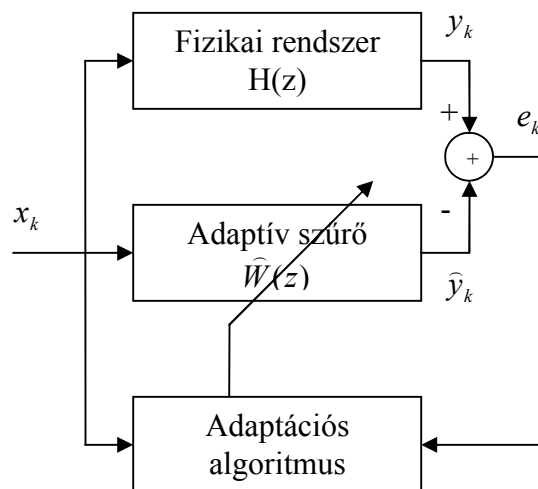 Fizikai rendszer
H(z)
y_k
+
e_k
+
x_k
-
Adaptív szűrő
Ŵ(z)
ŷ_k
Adaptációs
algoritmus